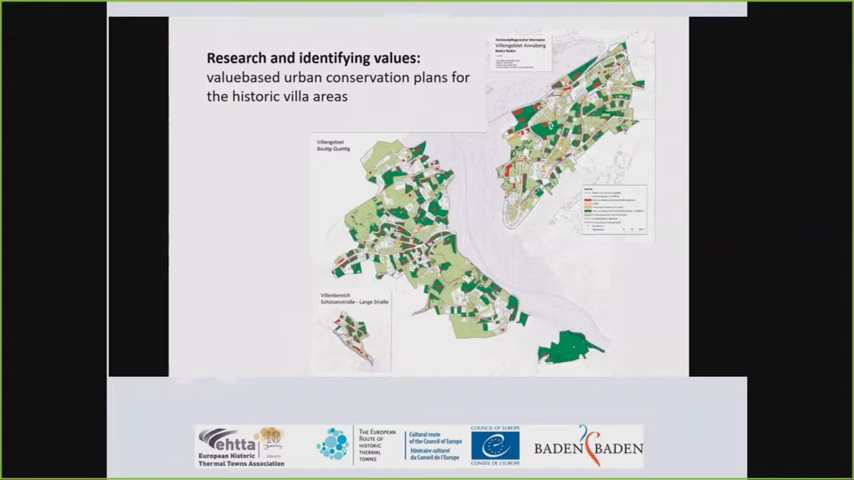 Research and identifying values:
valuebased urban conservation plans for
the historic villa areas
Denkmalpflegerischer Werteplan
Villengebiet Annaberg
Baden-Baden
Villengebiet
Beutig-Quettig
Villenbereich
Schützenstraße - Lange Straße
ehtta
European Historic
Thermal Towns Association
THE EUROPEAN
ROUTE OF
HISTORIC
THERMAL
TOWNS
Cultural route
of the Council of Europe
Itinéraire culturel
du Conseil de l'Europe
COUNCIL OF EUROPE
CONSEIL DE L'EUROPE
BADEN BADEN